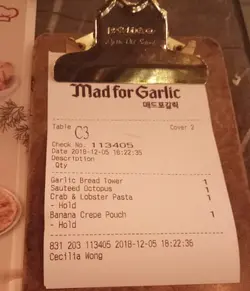 Mad for Garlic
매드포갈릭
Table C3 Cover 2
Check No. 113405
Date 2018-12-05 18:22:35
Description
Qty
Garlic Bread Tower 1
Sauteed Octopus 1
Crab & Lobster Pasta 1
- Hold
Banana Crepe Pouch 1
- Hold
831 203 113405 2018-12-05 18:22:36
Cecilia Wong